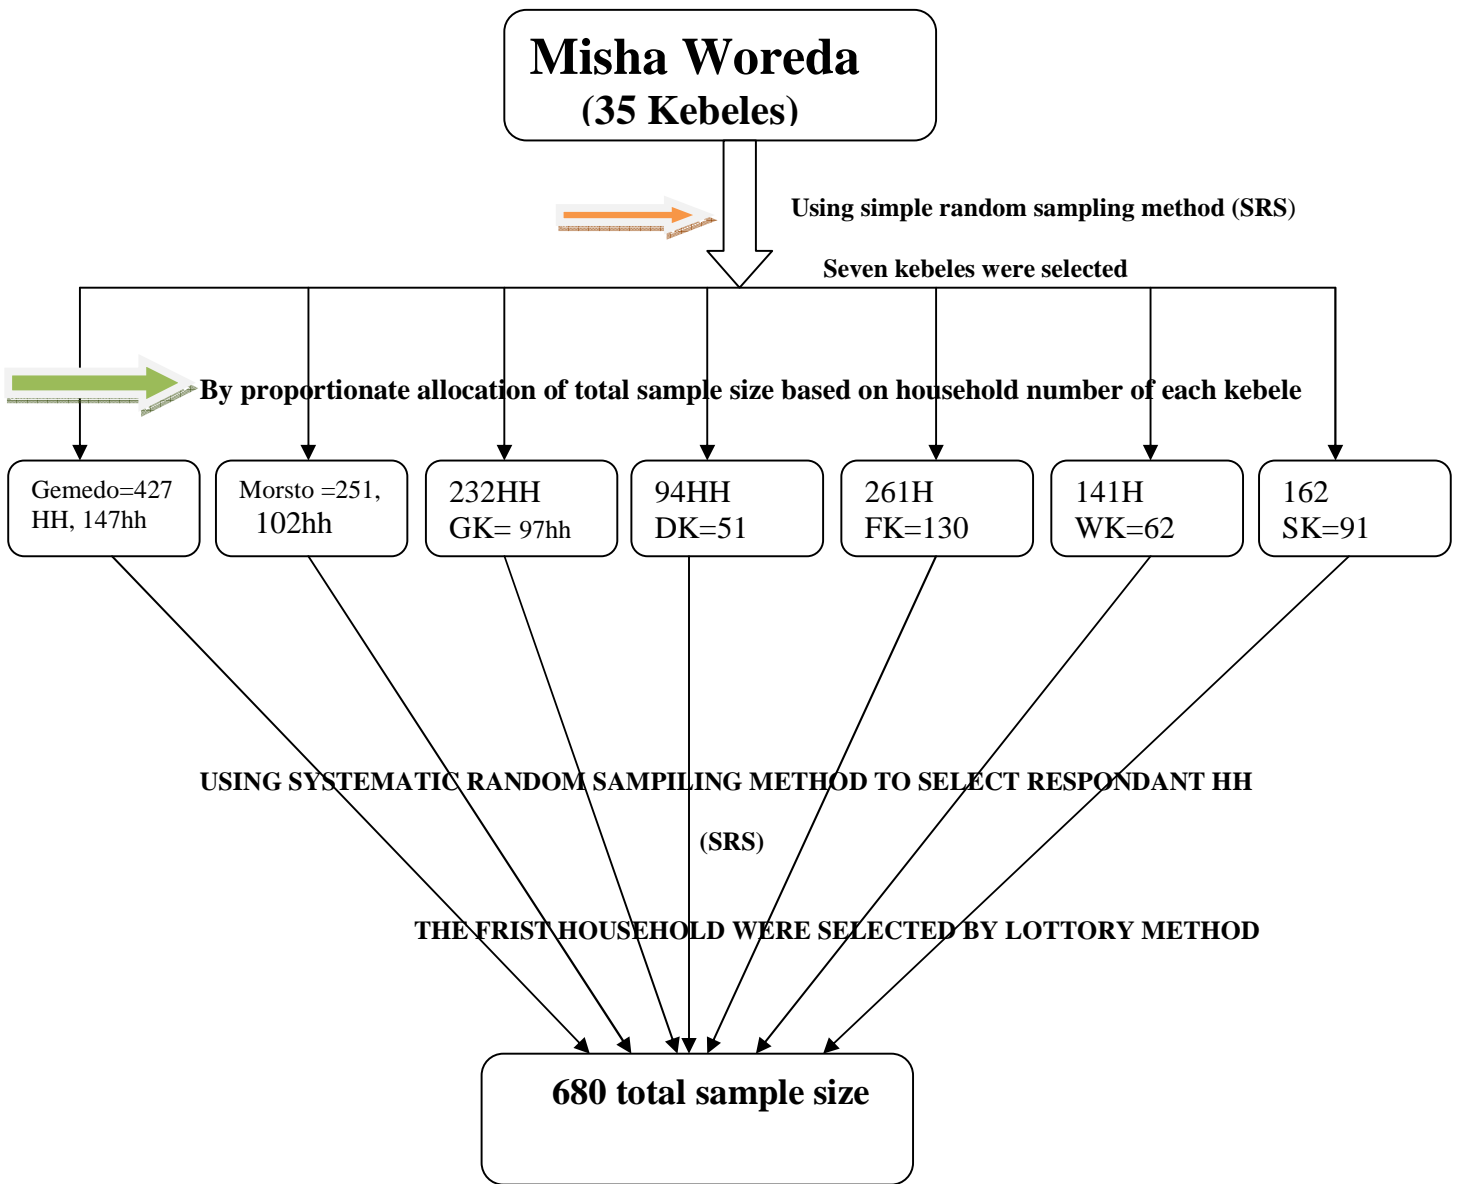 Misha Woreda
(35 Kebeles)
Using simple random sampling method (SRS)
Seven kebeles were selected
By proportionate allocation of total sample size based on household number of each kebele
Gemedo=427
HH, 147hh
Morsto =251,
102hh
232HH
GK= 97hh
94HH
DK=51
261H
FK=130
141H
WK=62
162
SK=91
USING SYSTEMATIC RANDOM SAMPILING METHOD TO SELECT RESPONDANT HH
(SRS)
THE FRIST HOUSEHOLD WERE SELECTED BY LOTTORY METHOD
680 total sample size